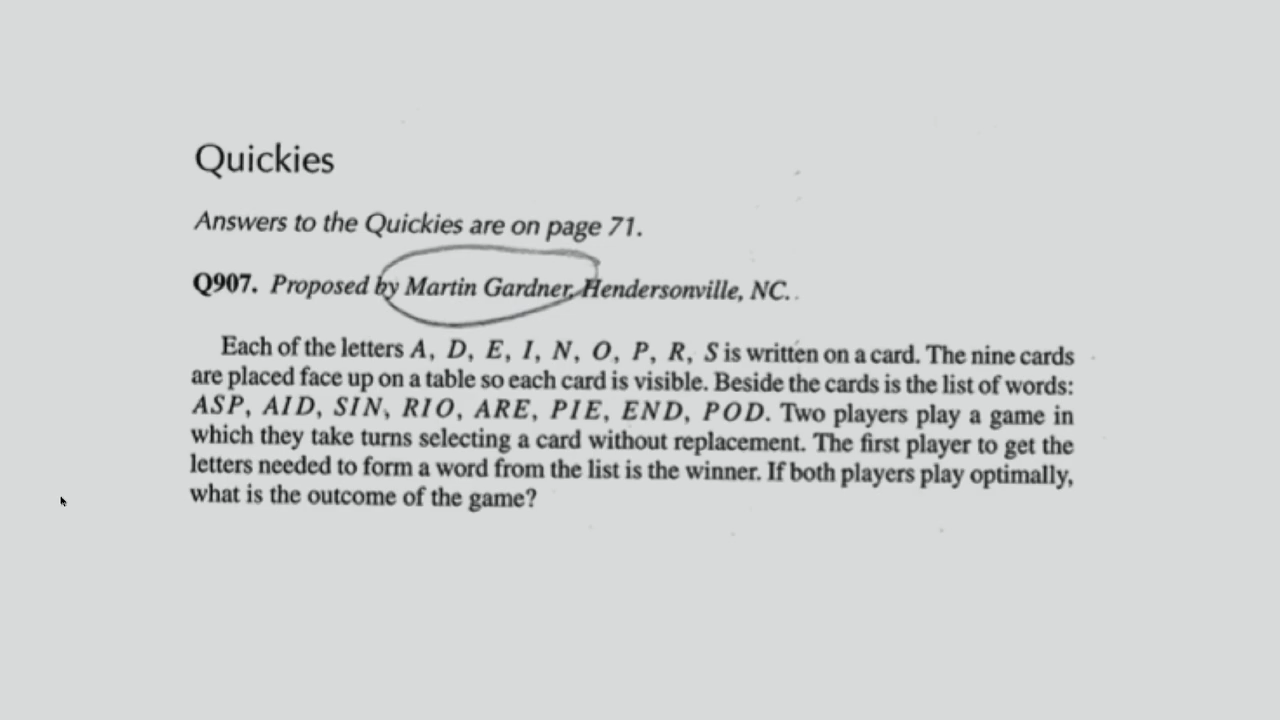 Quickies
Answers to the Quickies are on page 71.
Q907. Proposed by Martin Gardner, Hendersonville, NC.
Each of the letters A, D, E, I, N, O, P, R, S is written on a card. The nine cards
are placed face up on a table so each card is visible. Beside the cards is the list of words:
ASP, AID, SIN, RIO, ARE, PIE, END, POD. Two players play a game in
which they take turns selecting a card without replacement. The first player to get the
letters needed to form a word from the list is the winner. If both players play optimally,
what is the outcome of the game?